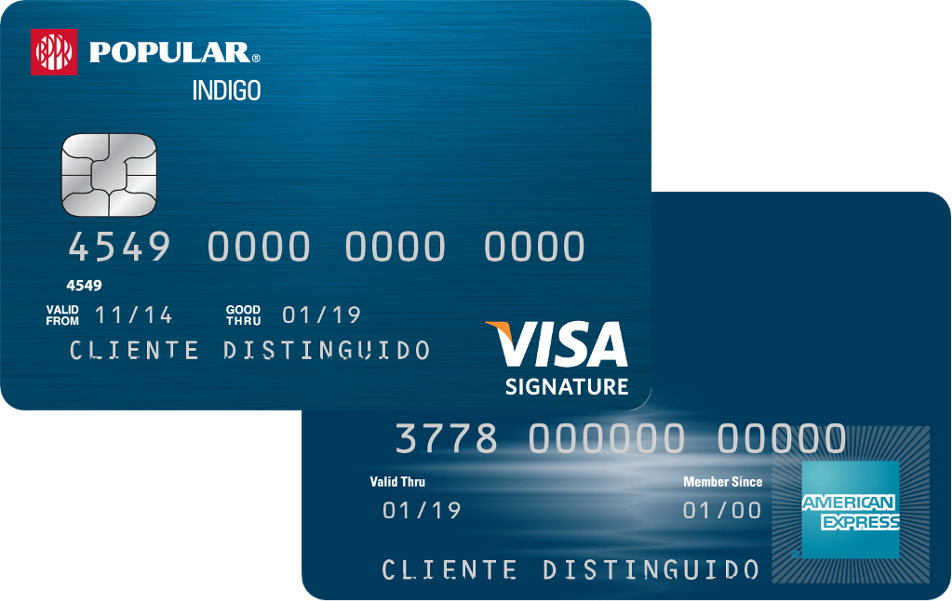 POPULAR®
INDIGO
4549 0000 0000 0000
4549
VALID FROM 11/14 GOOD THRU 01/19
CLIENTE DISTINGUIDO
VISA
SIGNATURE
3778 000000 00000
Valid Thru Member Since
01/19 01/00
AMERICAN
EXPRESS
CLIENTE DISTINGUIDO